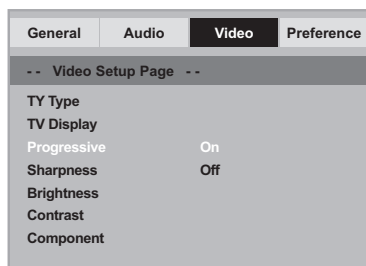 General Audio Video Preference
-- Video Setup Page --
TY Type
TV Display
Progressive On
Sharpness Off
Brightness
Contrast
Component